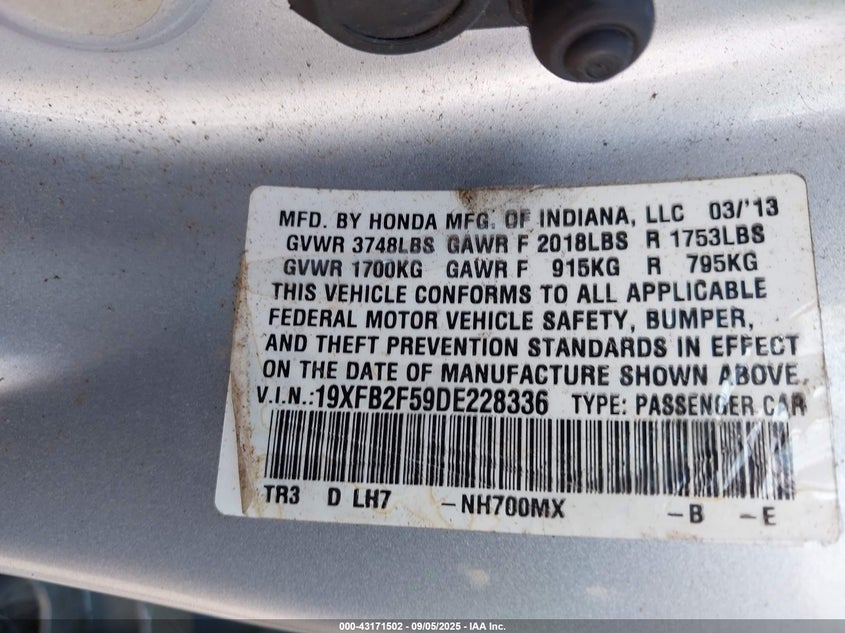 MFD. BY HONDA MFG. OF INDIANA, LLC 03/'13
GVWR 3748LBS GAWR F 2018LBS R 1753LBS
GVWR 1700KG GAWR F 915KG R 795KG
THIS VEHICLE CONFORMS TO ALL APPLICABLE
FEDERAL MOTOR VEHICLE SAFETY, BUMPER,
AND THEFT PREVENTION STANDARDS IN EFFECT
ON THE DATE OF MANUFACTURE SHOWN ABOVE.
V.I.N.:19XFB2F59DE228336 TYPE: PASSENGER CAR
TR3 D LH7 -NH700MX -B -E
000-43171502 - 09/05/2025 - IAA Inc.